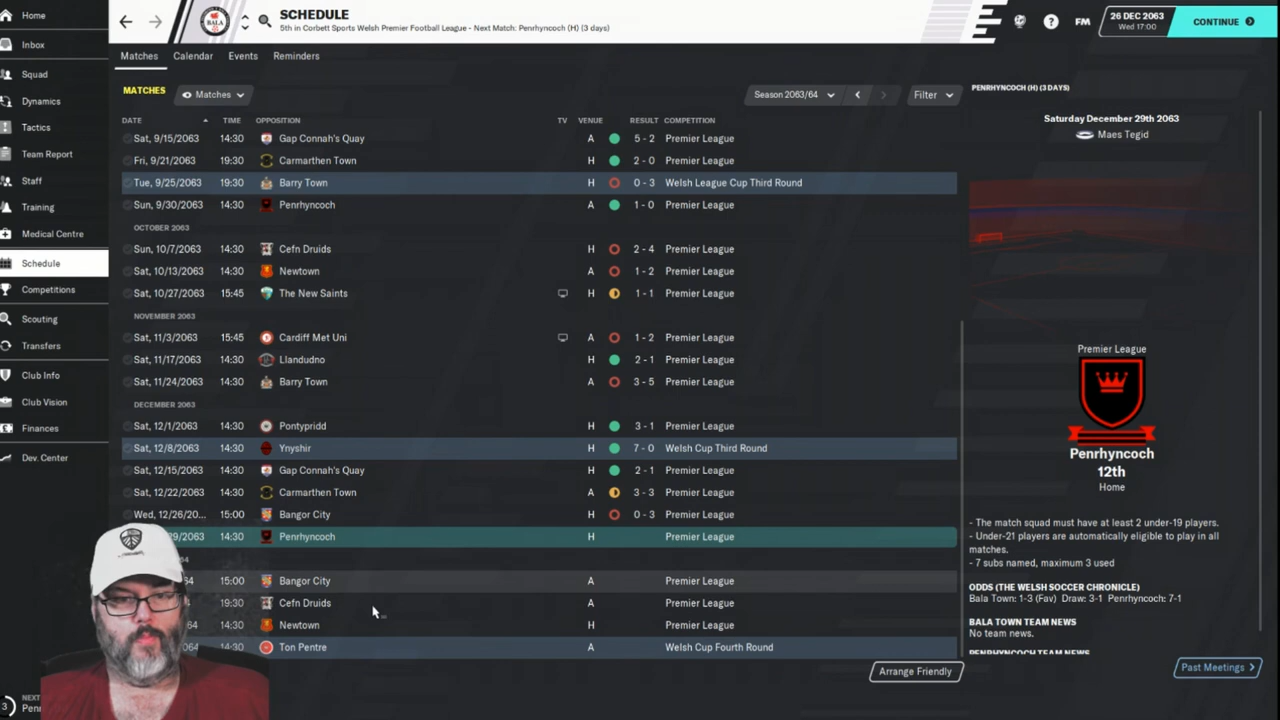 Home
BALA
SCHEDULE
5th in Corbett Sports Welsh Premier Football League - Next Match: Penrhyncoch (H) (3 days)
FM
26 DEC 2063
Wed 17:00
CONTINUE
Inbox
Squad
Dynamics
Tactics
Team Report
Staff
Training
Medical Centre
Schedule
Competitions
Scouting
Transfers
Club Info
Club Vision
Finances
Dev. Center
Matches Calendar Events Reminders
MATCHES Matches Season 2063/64 Filter
DATE TIME OPPOSITION TV VENUE RESULT COMPETITION
Sat, 9/15/2063 14:30 Gap Connah's Quay A 5 - 2 Premier League
Fri, 9/21/2063 19:30 Carmarthen Town H 2 - 0 Premier League
Tue, 9/25/2063 19:30 Barry Town H 0 - 3 Welsh League Cup Third Round
Sun, 9/30/2063 14:30 Penrhyncoch A 1 - 0 Premier League
OCTOBER 2063
Sun, 10/7/2063 14:30 Cefn Druids H 2 - 4 Premier League
Sat, 10/13/2063 14:30 Newtown A 1 - 2 Premier League
Sat, 10/27/2063 15:45 The New Saints H 1 - 1 Premier League
NOVEMBER 2063
Sat, 11/3/2063 15:45 Cardiff Met Uni A 1 - 2 Premier League
Sat, 11/17/2063 14:30 Llandudno H 2 - 1 Premier League
Sat, 11/24/2063 14:30 Barry Town A 3 - 5 Premier League
DECEMBER 2063
Sat, 12/1/2063 14:30 Pontypridd H 3 - 1 Premier League
Sat, 12/8/2063 14:30 Ynyshir H 7 - 0 Welsh Cup Third Round
Sat, 12/15/2063 14:30 Gap Connah's Quay H 2 - 1 Premier League
Sat, 12/22/2063 14:30 Carmarthen Town A 3 - 3 Premier League
Wed, 12/26/20... 15:00 Bangor City H 0 - 3 Premier League
29/2063 14:30 Penrhyncoch H Premier League
64 15:00 Bangor City A Premier League
19:30 Cefn Druids A Premier League
64 14:30 Newtown H Premier League
64 14:30 Ton Pentre A Welsh Cup Fourth Round
Arrange Friendly
PENRHYNCOCH (H) (3 DAYS)
Saturday December 29th 2063
Maes Tegid
Premier League
Penrhyncoch
12th
Home
- The match squad must have at least 2 under-19 players.
- Under-21 players are automatically eligible to play in all
matches.
- 7 subs named, maximum 3 used
ODDS (THE WELSH SOCCER CHRONICLE)
Bala Town: 1-3 (Fav) Draw: 3-1 Penrhyncoch: 7-1
BALA TOWN TEAM NEWS
No team news.
PENRHYNCOCH TEAM NEWS
Past Meetings
3
NEXT
Penr